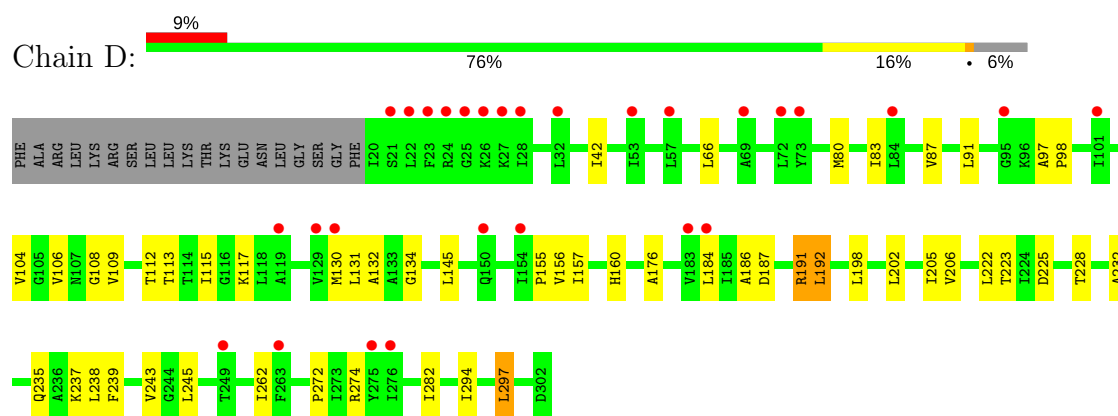 9%
Chain D:
76% 16% • 6%
PHE ALA ARG LEU LYS ARG SER LEU LEU LYS THR LYS GLU ASN LEU GLY SER GLY PHE I20 S21 L22 F23 R24 G25 K26 K27 I28 L32 I42 I53 L57 L66 A69 L72 Y73 M80 I83 L84 V87 L91 G95 K96 A97 P98 I101
V104 G105 V106 N107 G108 V109 T112 T113 T114 I115 G116 K117 L118 A119 V129 M130 L131 A132 A133 G134 L145 Q150 I154 P155 V156 I157 H160 A176 V183 L184 I185 A186 D187 R191 L192 L198 L202 I205 V206 L222 T223 I224 D225 T228 A232
Q235 A236 K237 L238 F239 V243 G244 L245 T249 I262 F263 P272 I273 R274 Y275 I276 I282 I294 L297 D302